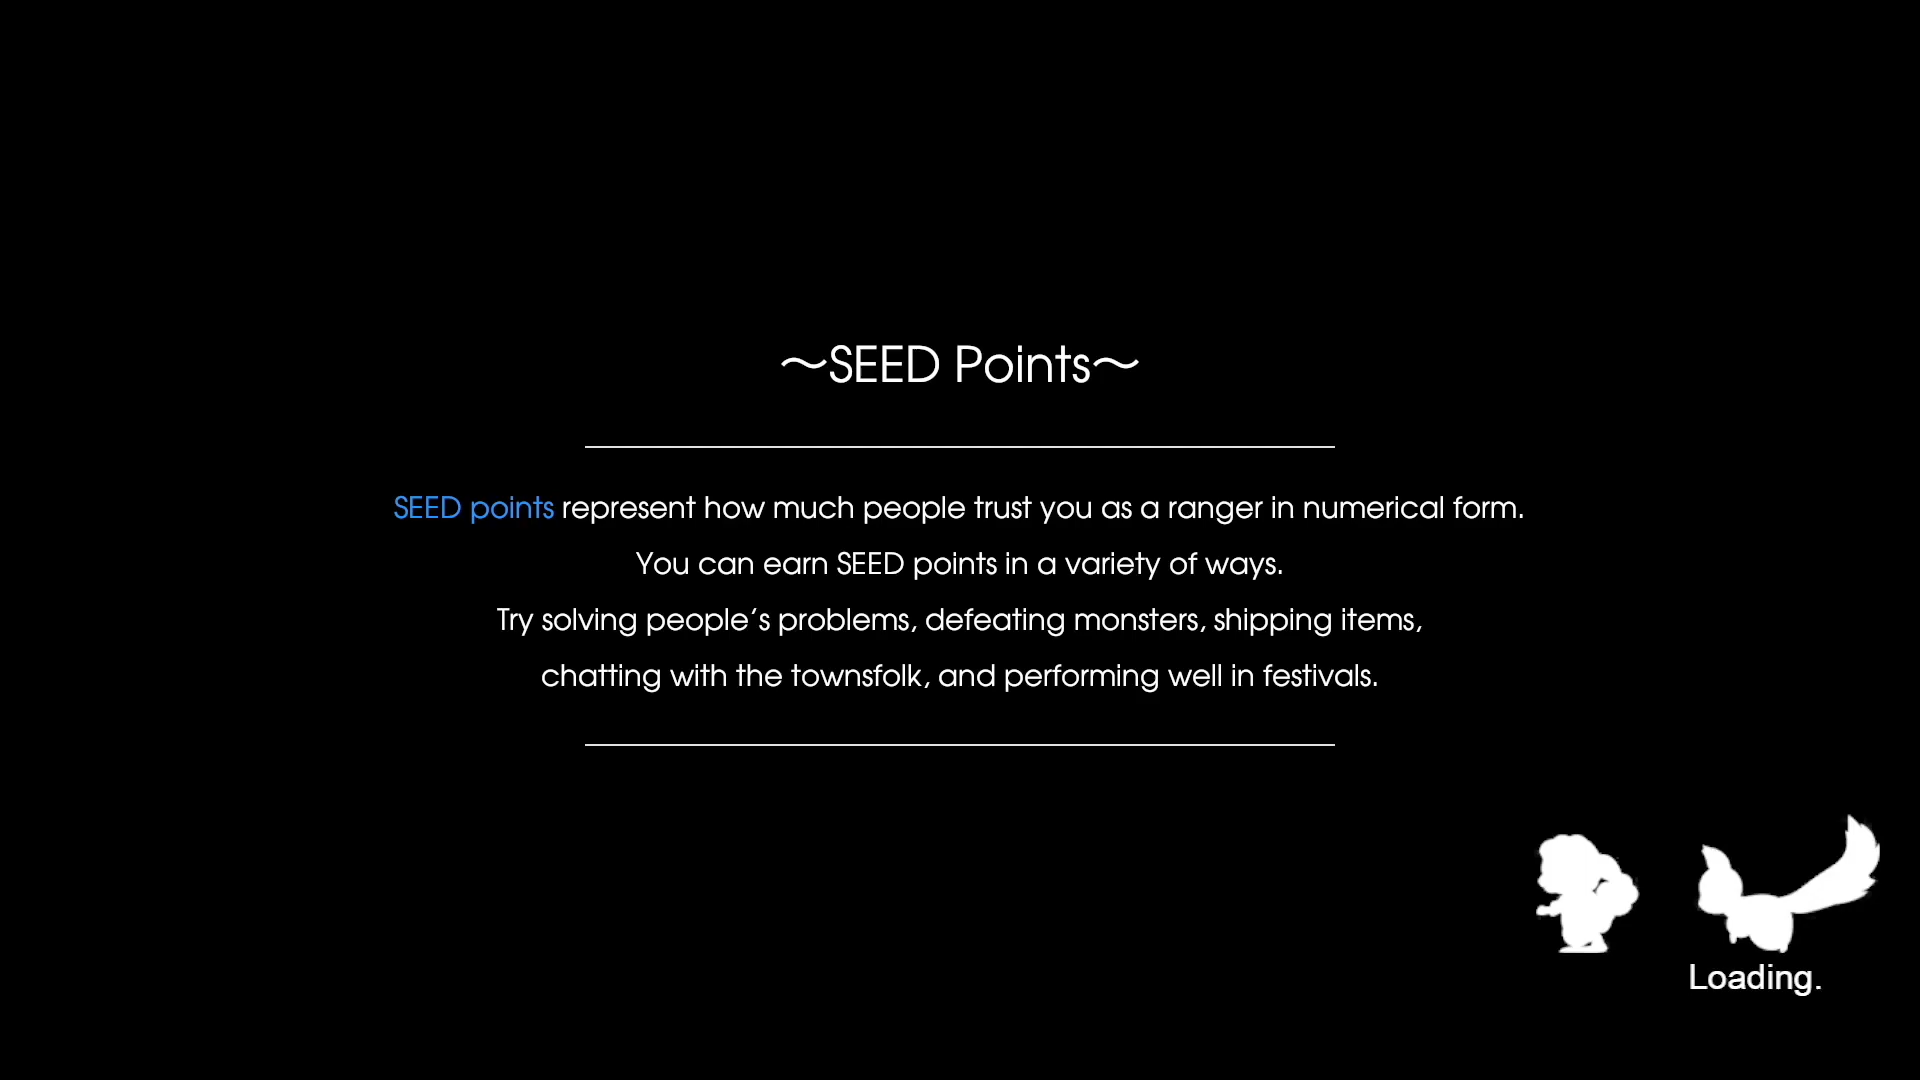 ～SEED Points～
SEED points represent how much people trust you as a ranger in numerical form.
You can earn SEED points in a variety of ways.
Try solving people's problems, defeating monsters, shipping items,
chatting with the townsfolk, and performing well in festivals.
Loading.